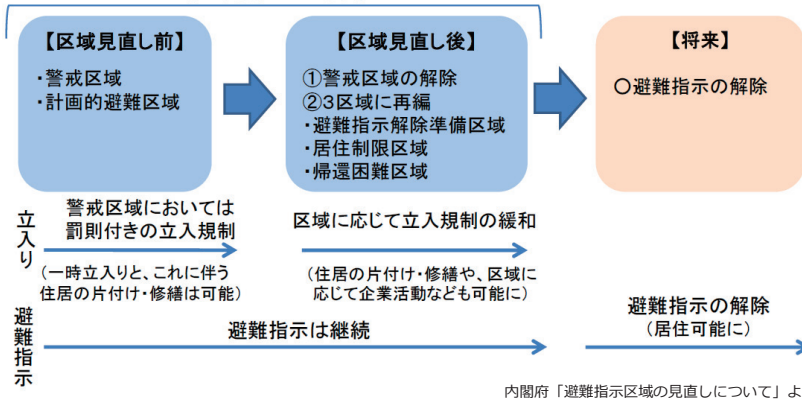 【区域見直し前】
・警戒区域
・計画的避難区域
【区域見直し後】
①警戒区域の解除
②3区域に再編
・避難指示解除準備区域
・居住制限区域
・帰還困難区域
【将来】
○避難指示の解除
立入り
警戒区域においては
罰則付きの立入規制
(一時立入りと、これに伴う
住居の片付け・修繕は可能)
区域に応じて立入規制の緩和
(住居の片付け・修繕や、区域に
応じて企業活動なども可能に)
避難指示
避難指示は継続
避難指示の解除
(居住可能に)
内閣府「避難指示区域の見直しについて」よ